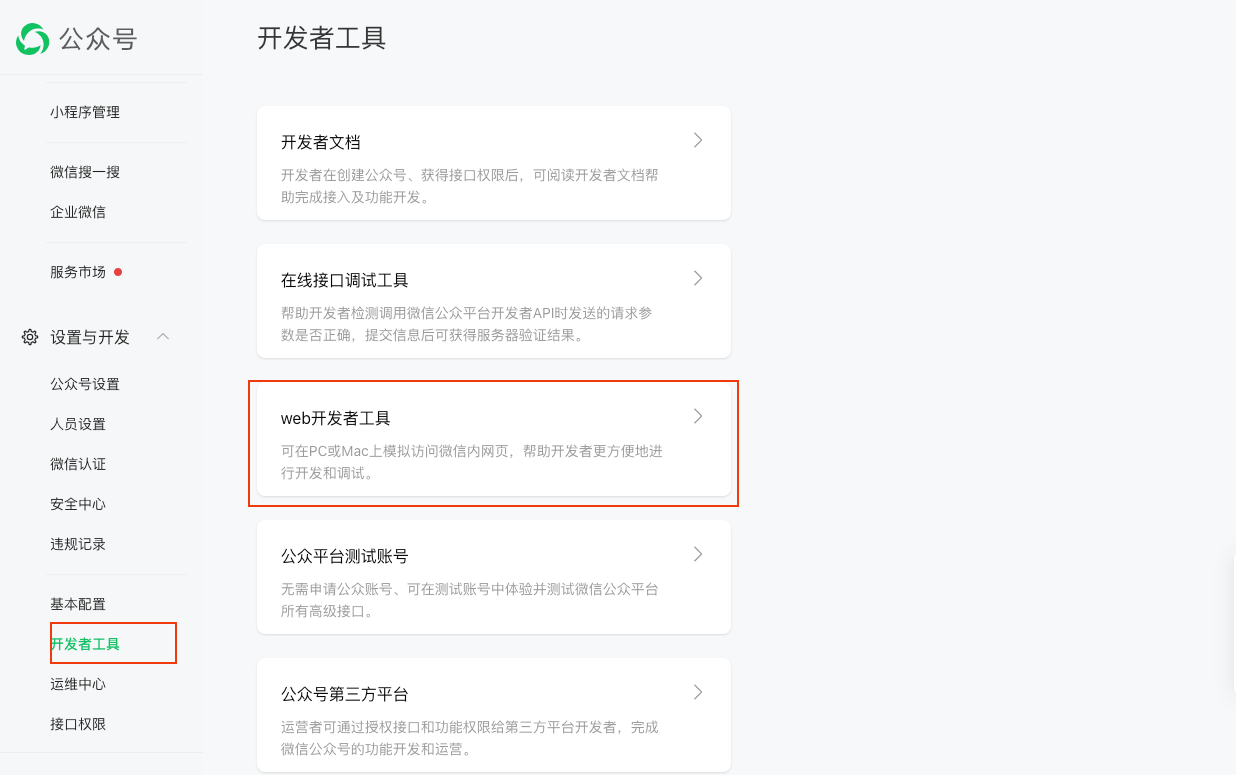 公众号
小程序管理
微信搜一搜
企业微信
服务市场
设置与开发
公众号设置
人员设置
微信认证
安全中心
违规记录
基本配置
开发者工具
运维中心
接口权限
开发者工具
开发者文档
开发者在创建公众号、获得接口权限后，可阅读开发者文档帮
助完成接入及功能开发。
在线接口调试工具
帮助开发者检测调用微信公众平台开发者API时发送的请求参
数是否正确，提交信息后可获得服务器验证结果。
web开发者工具
可在PC或Mac上模拟访问微信内网页，帮助开发者更方便地进
行开发和调试。
公众平台测试账号
无需申请公众账号、可在测试账号中体验并测试微信公众平台
所有高级接口。
公众号第三方平台
运营者可通过授权接口和功能权限给第三方平台开发者，完成
微信公众号的功能开发和运营。